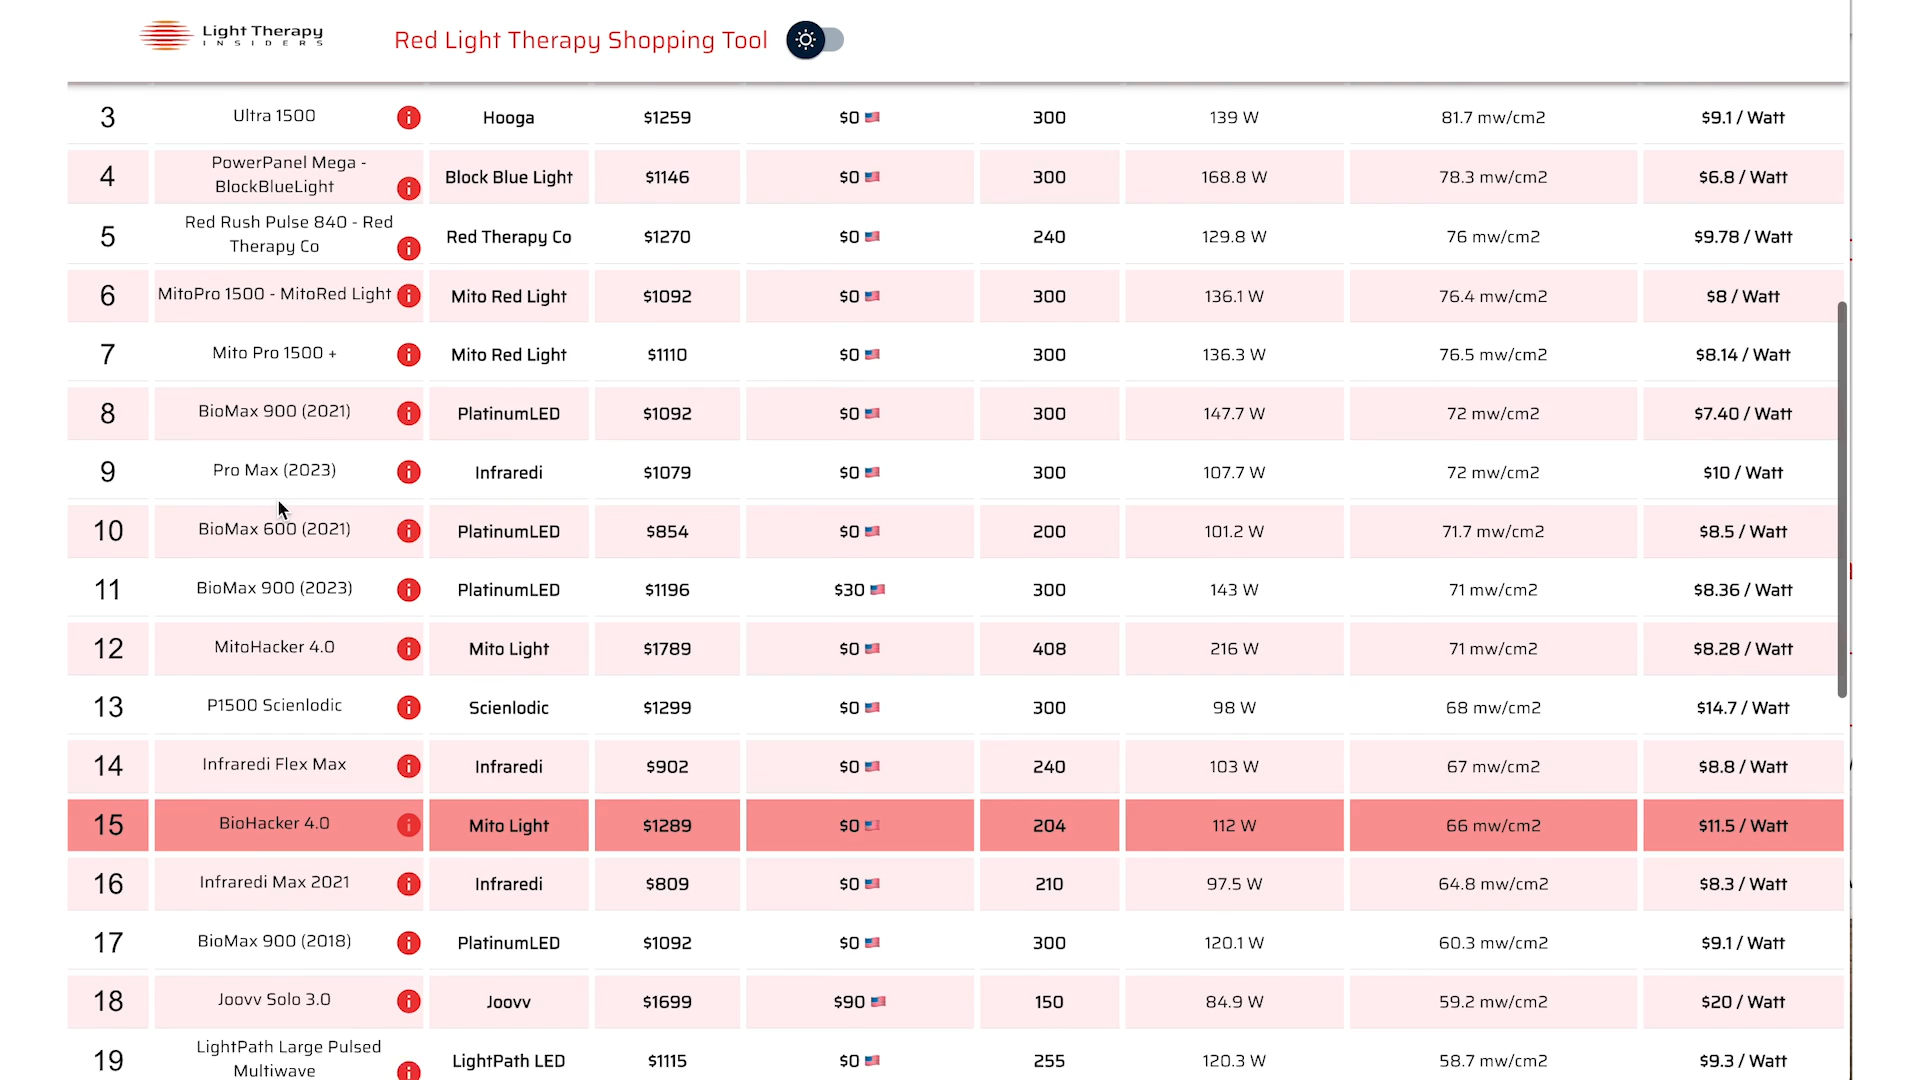 Light Therapy
INSIDERS
Red Light Therapy Shopping Tool
3 Ultra 1500 i Hooga $1259 $0 300 139 W 81.7 mw/cm2 $9.1 / Watt
4 PowerPanel Mega -
BlockBlueLight i Block Blue Light $1146 $0 300 168.8 W 78.3 mw/cm2 $6.8 / Watt
5 Red Rush Pulse 840 - Red
Therapy Co i Red Therapy Co $1270 $0 240 129.8 W 76 mw/cm2 $9.78 / Watt
6 MitoPro 1500 - MitoRed Light i Mito Red Light $1092 $0 300 136.1 W 76.4 mw/cm2 $8 / Watt
7 Mito Pro 1500 + i Mito Red Light $1110 $0 300 136.3 W 76.5 mw/cm2 $8.14 / Watt
8 BioMax 900 (2021) i PlatinumLED $1092 $0 300 147.7 W 72 mw/cm2 $7.40 / Watt
9 Pro Max (2023) i Infraredi $1079 $0 300 107.7 W 72 mw/cm2 $10 / Watt
10 BioMax 600 (2021) i PlatinumLED $854 $0 200 101.2 W 71.7 mw/cm2 $8.5 / Watt
11 BioMax 900 (2023) i PlatinumLED $1196 $30 300 143 W 71 mw/cm2 $8.36 / Watt
12 MitoHacker 4.0 i Mito Light $1789 $0 408 216 W 71 mw/cm2 $8.28 / Watt
13 P1500 Scienlodic i Scienlodic $1299 $0 300 98 W 68 mw/cm2 $14.7 / Watt
14 Infraredi Flex Max i Infraredi $902 $0 240 103 W 67 mw/cm2 $8.8 / Watt
15 BioHacker 4.0 i Mito Light $1289 $0 204 112 W 66 mw/cm2 $11.5 / Watt
16 Infraredi Max 2021 i Infraredi $809 $0 210 97.5 W 64.8 mw/cm2 $8.3 / Watt
17 BioMax 900 (2018) i PlatinumLED $1092 $0 300 120.1 W 60.3 mw/cm2 $9.1 / Watt
18 Joovv Solo 3.0 i Joovv $1699 $90 150 84.9 W 59.2 mw/cm2 $20 / Watt
19 LightPath Large Pulsed
Multiwave i LightPath LED $1115 $0 255 120.3 W 58.7 mw/cm2 $9.3 / Watt